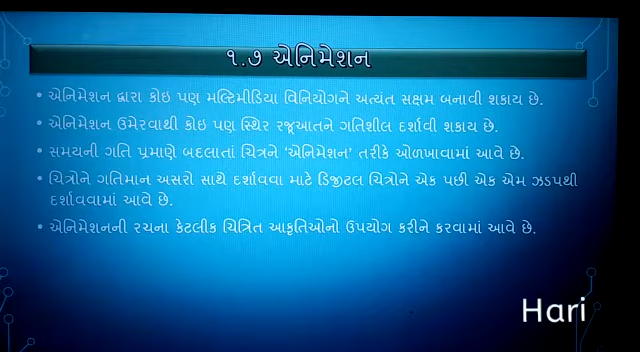 ૧.૭ એનિમેશન
• એનિમેશન દ્વારા કોઇ પણ મલ્ટિમીડિયા વિનિયોગને અત્યંત સક્ષમ બનાવી શકાય છે.
• એનિમેશન ઉમેરવાથી કોઇ પણ સ્થિર રજૂઆતને ગતિશીલ દર્શાવી શકાય છે.
• સમયની ગતિ પ્રમાણે બદલાતાં ચિત્રને ‘એનિમેશન’ તરીકે ઓળખાવામાં આવે છે.
• ચિત્રોને ગતિમાન અસરો સાથે દર્શાવવા માટે ડિજીટલ ચિત્રોને એક પછી એક એમ ઝડપથી
દર્શાવવામાં આવે છે.
• એનિમેશનની રચના કેટલીક ચિત્રિત આકૃતિઓનો ઉપયોગ કરીને કરવામાં આવે છે.
Hari